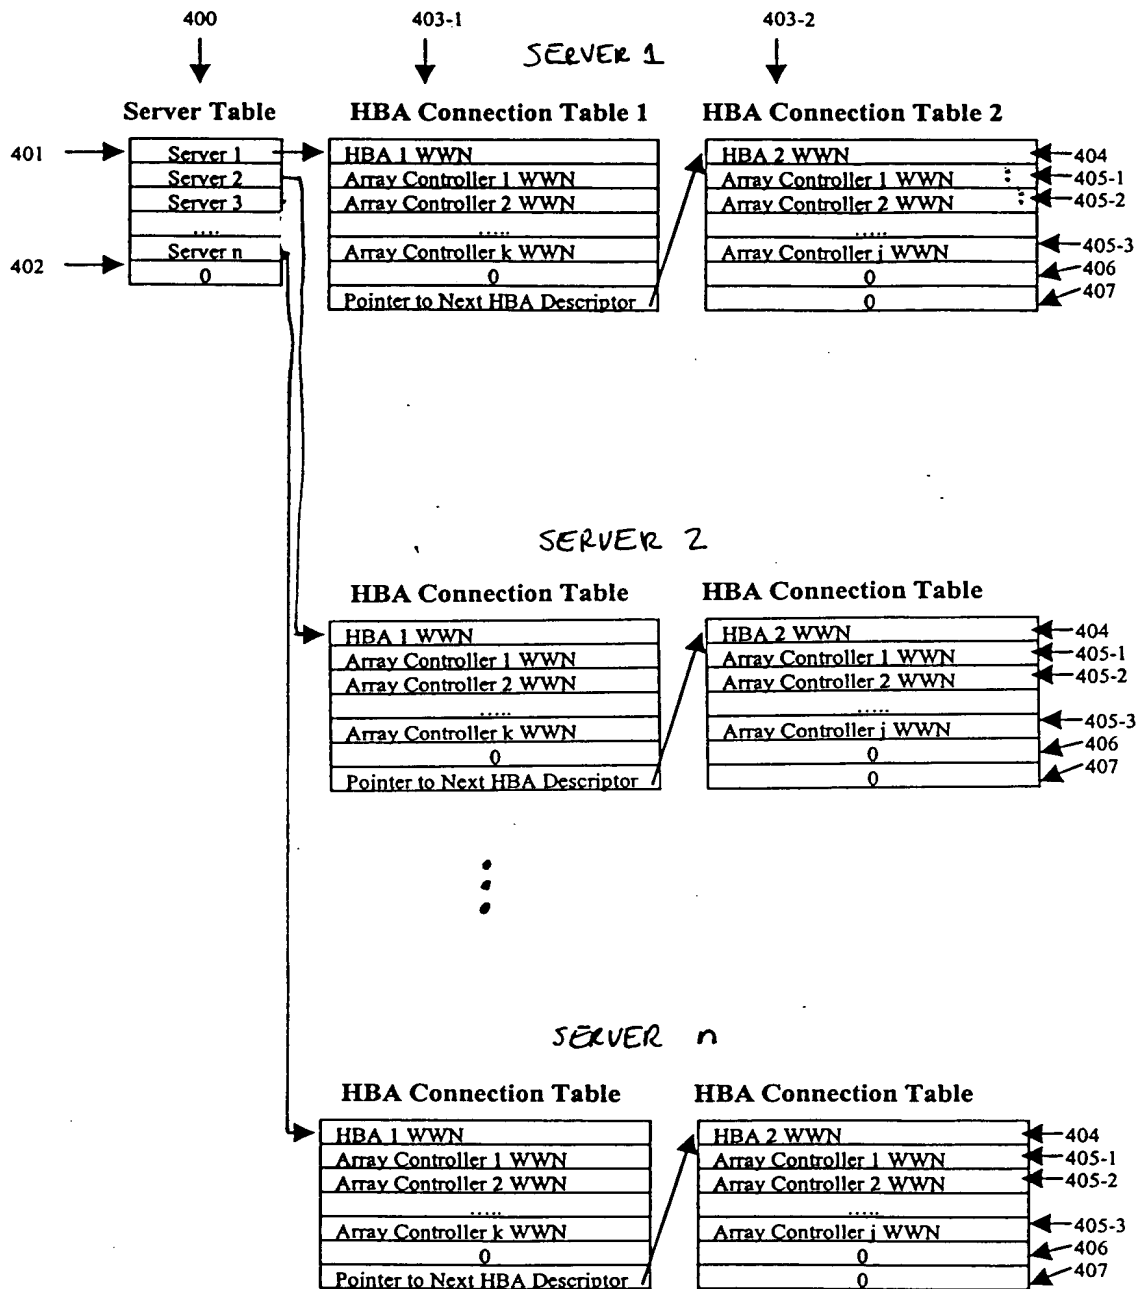 400
403-1
403-2
SERVER 1
Server Table
HBA Connection Table 1
HBA Connection Table 2
401
402
Server 1
Server 2
Server 3
....
Server n
0
HBA 1 WWN
Array Controller 1 WWN
Array Controller 2 WWN
.....
Array Controller k WWN
0
Pointer to Next HBA Descriptor
HBA 2 WWN
Array Controller 1 WWN
Array Controller 2 WWN
.....
Array Controller j WWN
0
0
404
405-1
405-2
405-3
406
407
SERVER 2
HBA Connection Table
HBA Connection Table
HBA 1 WWN
Array Controller 1 WWN
Array Controller 2 WWN
.....
Array Controller k WWN
0
Pointer to Next HBA Descriptor
HBA 2 WWN
Array Controller 1 WWN
Array Controller 2 WWN
.....
Array Controller j WWN
0
0
404
405-1
405-2
405-3
406
407
SERVER n
HBA Connection Table
HBA Connection Table
HBA 1 WWN
Array Controller 1 WWN
Array Controller 2 WWN
.....
Array Controller k WWN
0
Pointer to Next HBA Descriptor
HBA 2 WWN
Array Controller 1 WWN
Array Controller 2 WWN
.....
Array Controller j WWN
0
0
404
405-1
405-2
405-3
406
407